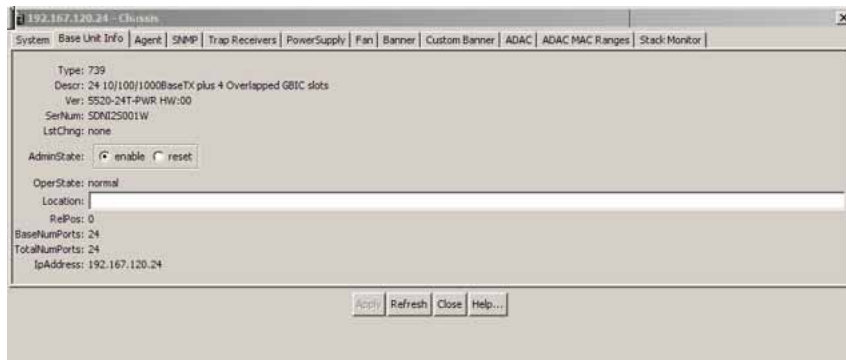 192.167.120.24 - Chassis
System Base Unit Info Agent SNMP Trap Receivers PowerSupply Fan Banner Custom Banner ADAC ADAC MAC Ranges Stack Monitor
Type: 739
Descr: 24 10/100/1000BaseTX plus 4 Overlapped GBIC slots
Ver: 5520-24T-PWR HW:00
SerNum: SDNI2S001W
LstChng: none
AdminState: enable reset
OperState: normal
Location:
RelPos: 0
BaseNumPorts: 24
TotalNumPorts: 24
IpAddress: 192.167.120.24
Apply Refresh Close Help...